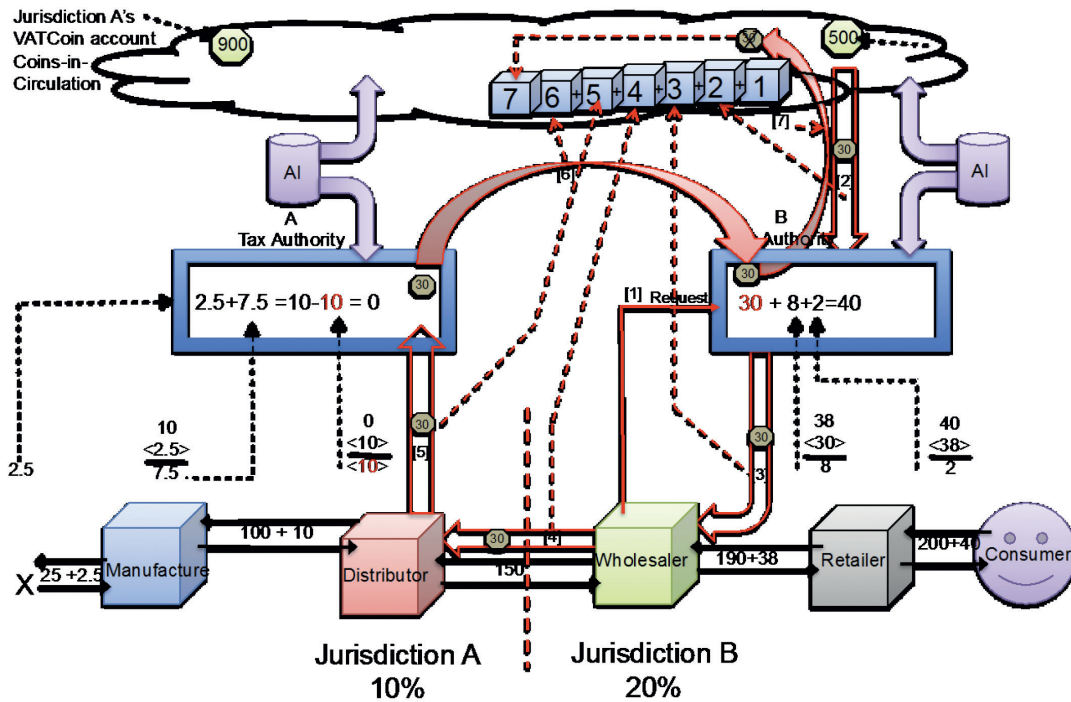 Jurisdiction A's
VATCoin account
Coins-in-
Circulation
900
30
500
7 6+5+4+3+2+1
[7]
30
AI
[6]
[2]
AI
A
Tax Authority
B
Authority
30
30
2.5+7.5 =10-10 = 0
[1] Request
30 + 8+2=40
10
<2.5>
7.5
0
<10>
<10>
30
[5]
30
[3]
38
<30>
8
40
<38>
2
2.5
100 + 10
30
[4]
200+40
X
25 +2.5
Manufacture
Distributor
150
Wholesaler
190+38
Retailer
Consumer
Jurisdiction A
10%
Jurisdiction B
20%